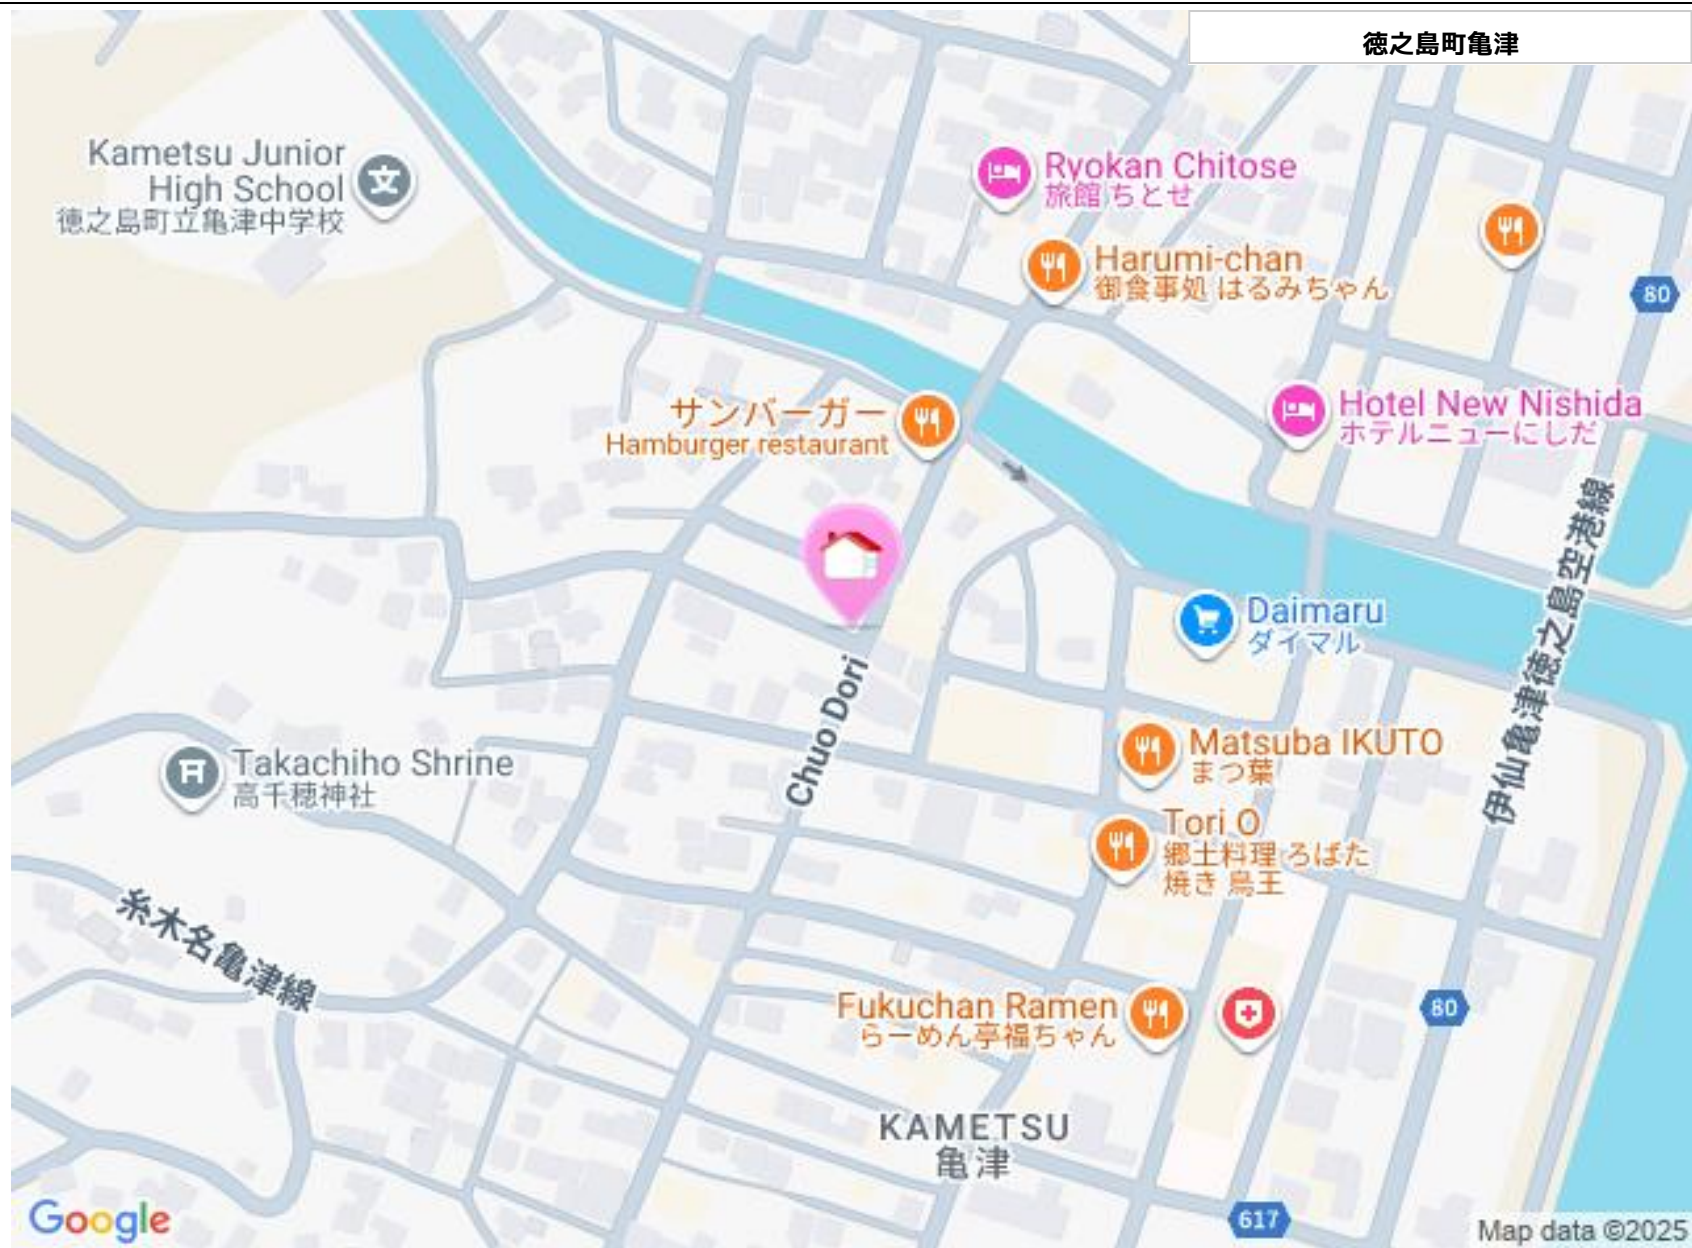 徳之島町亀津
Kametsu Junior
High School
徳之島町立亀津中学校
Ryokan Chitose
旅館 ちとせ
Harumi-chan
御食事処 はるみちゃん
80
サンバーガー
Hamburger restaurant
Hotel New Nishida
ホテルニューにしだ
伊仙亀津徳之島空港線
Daimaru
ダイマル
Chuo Dori
Matsuba IKUTO
まつ葉
Takachiho Shrine
高千穂神社
Tori O
郷土料理 ろばた
焼き 鳥王
糸木名亀津線
Fukuchan Ramen
らーめん亭福ちゃん
80
KAMETSU
亀津
617
Google
Map data ©2025